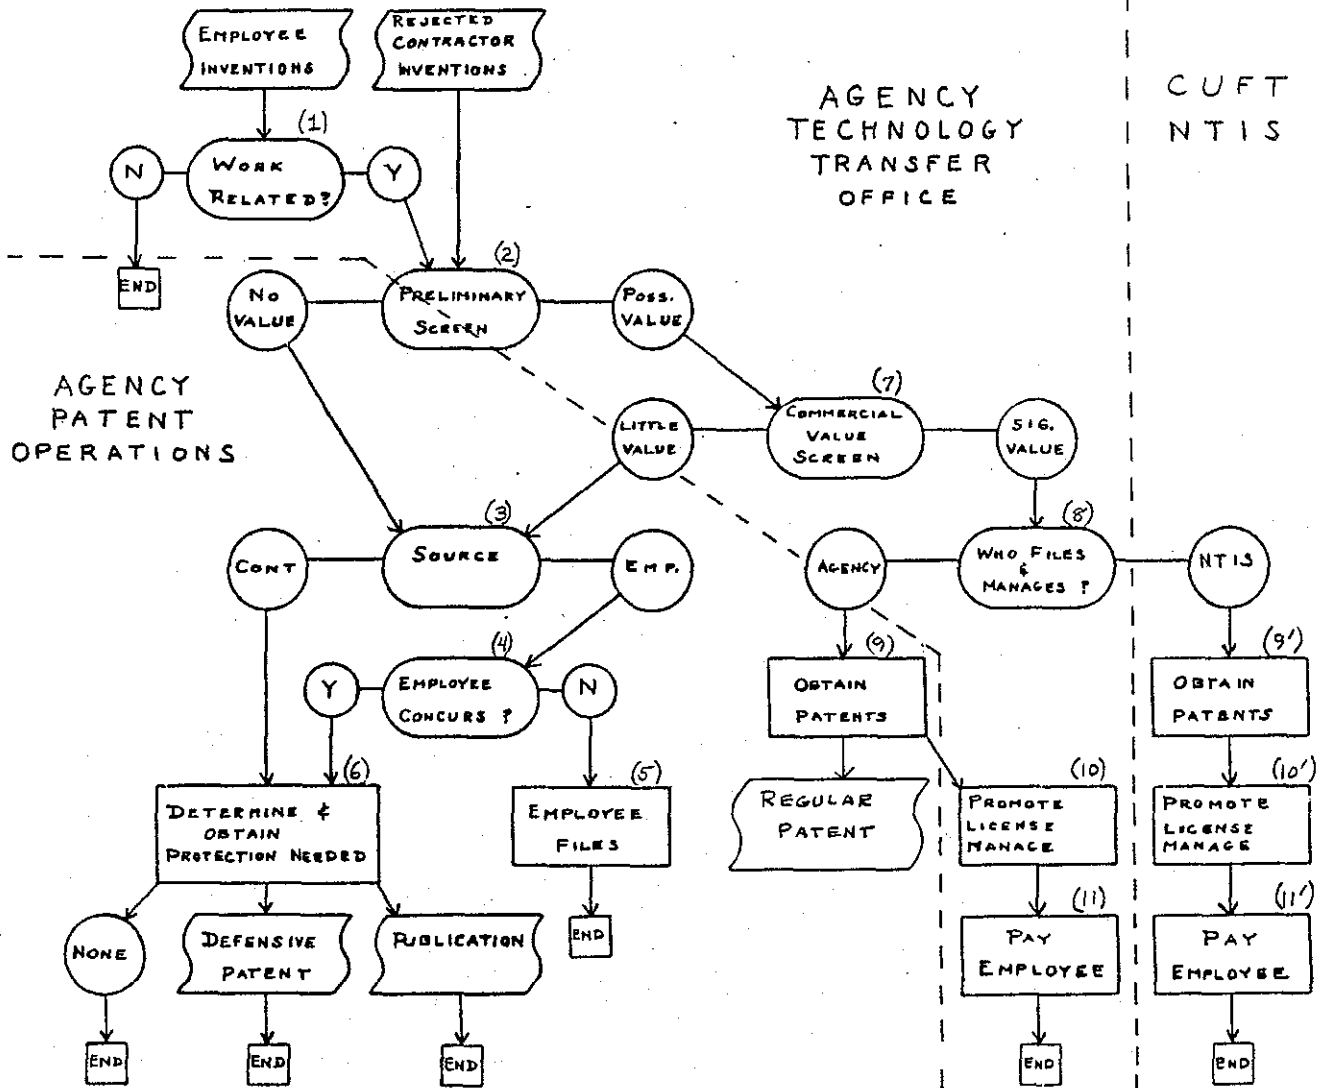 EMPLOYEE
INVENTIONS
REJECTED
CONTRACTOR
INVENTIONS
AGENCY
TECHNOLOGY
TRANSFER
OFFICE
CUFT
NTIS
(1)
N
WORK
RELATED?
Y
END
(2)
NO
VALUE
PRELIMINARY
SCREEN
POSS.
VALUE
AGENCY
PATENT
OPERATIONS
(7)
LITTLE
VALUE
COMMERCIAL
VALUE
SCREEN
SIG.
VALUE
(3)
CONT
SOURCE
EMP.
(8)
AGENCY
WHO FILES
&
MANAGES ?
NTIS
(4)
Y
EMPLOYEE
CONCURS ?
N
(9)
OBTAIN
PATENTS
(9')
OBTAIN
PATENTS
(6)
DETERMINE &
OBTAIN
PROTECTION NEEDED
(5)
EMPLOYEE
FILES
REGULAR
PATENT
(10)
PROMOTE
LICENSE
MANAGE
(10')
PROMOTE
LICENSE
MANAGE
NONE
DEFENSIVE
PATENT
PUBLICATION
END
(11)
PAY
EMPLOYEE
(11')
PAY
EMPLOYEE
END
END
END
END
END